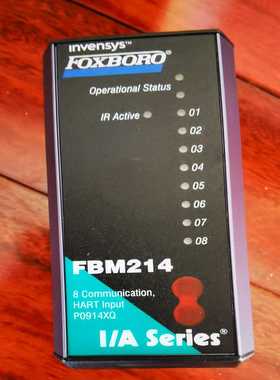 invensys
FOXBORO
Operational Status
IR Active
01
02
03
04
05
06
07
08
FBM214
8 Communication,
HART Input
P0914XQ
I/A Series®